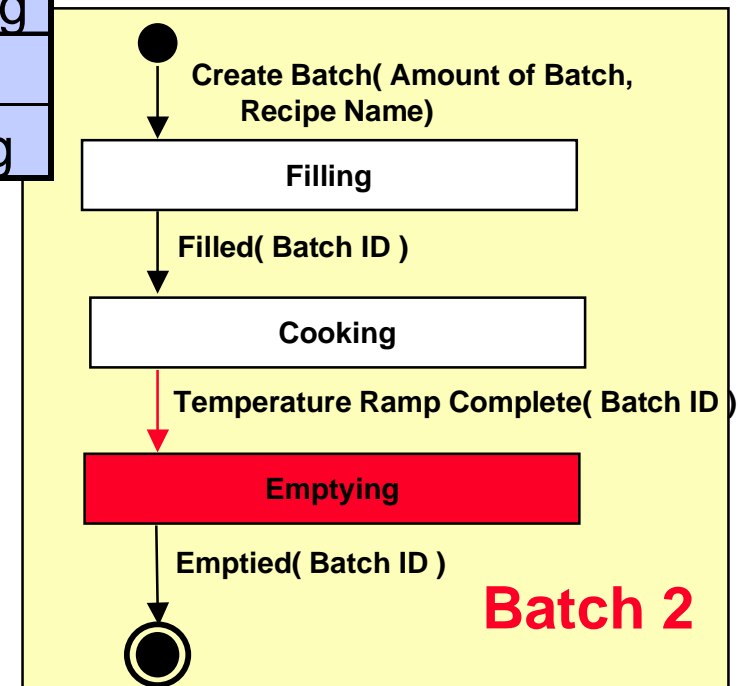 g
g
Create Batch( Amount of Batch,
Recipe Name)
Filling
Filled( Batch ID )
Cooking
Temperature Ramp Complete( Batch ID )
Emptying
Emptied( Batch ID )
Batch 2